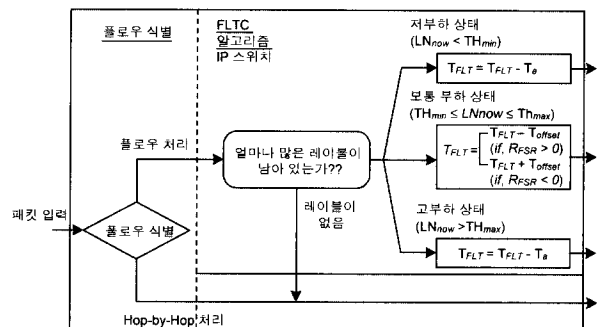 플로우 식별
FLTC
알고리즘
IP 스위치
저부하 상태
(LNnow < THmin)
TFLT = TFLT - Ta
보통 부하 상태
(THmin ≤ LNnow ≤ Thmax)
TFLT =
TFLT - Toffset
(if, RFSR > 0)
TFLT + Toffset
(if, RFSR < 0)
플로우 처리
얼마나 많은 레이블이
남아 있는가??
레이블이
없음
고부하 상태
(LNnow >THmax)
TFLT = TFLT - Ta
패킷 입력
플로우 식별
Hop-by-Hop 처리